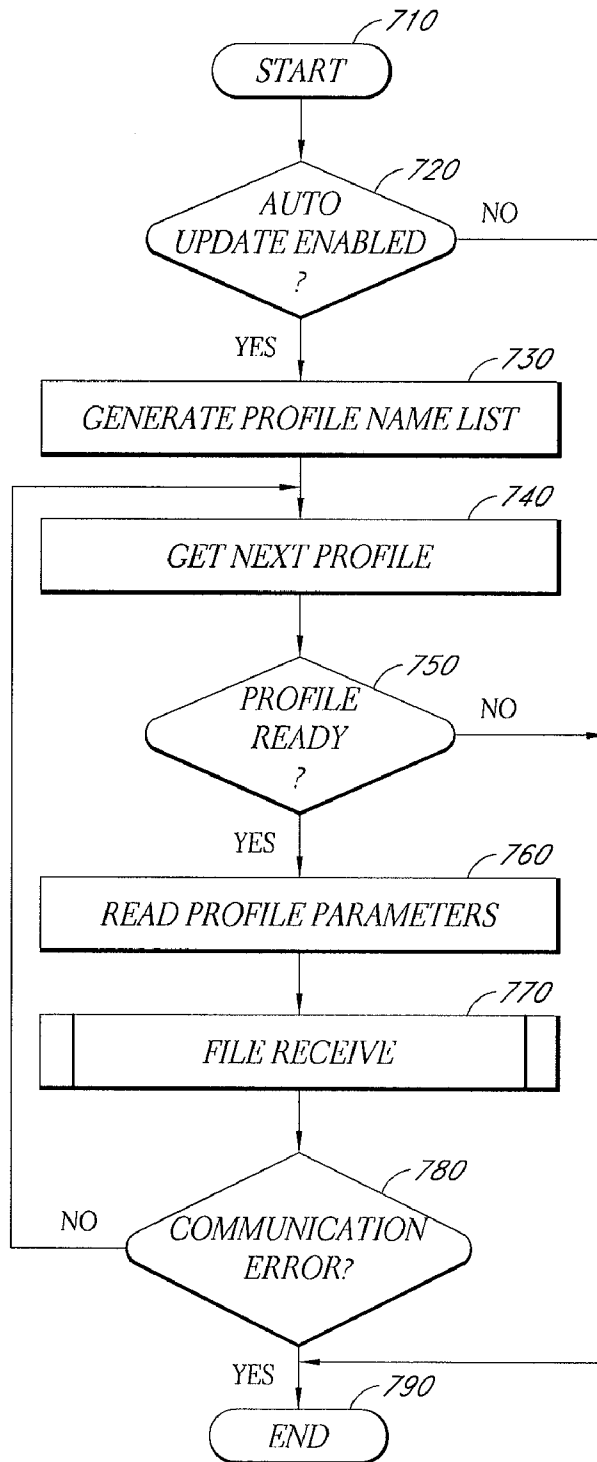 710
START
720
AUTO
UPDATE ENABLED
?
NO
YES
730
GENERATE PROFILE NAME LIST
740
GET NEXT PROFILE
750
PROFILE
READY
?
NO
YES
760
READ PROFILE PARAMETERS
770
FILE RECEIVE
780
COMMUNICATION
ERROR?
NO
YES
790
END